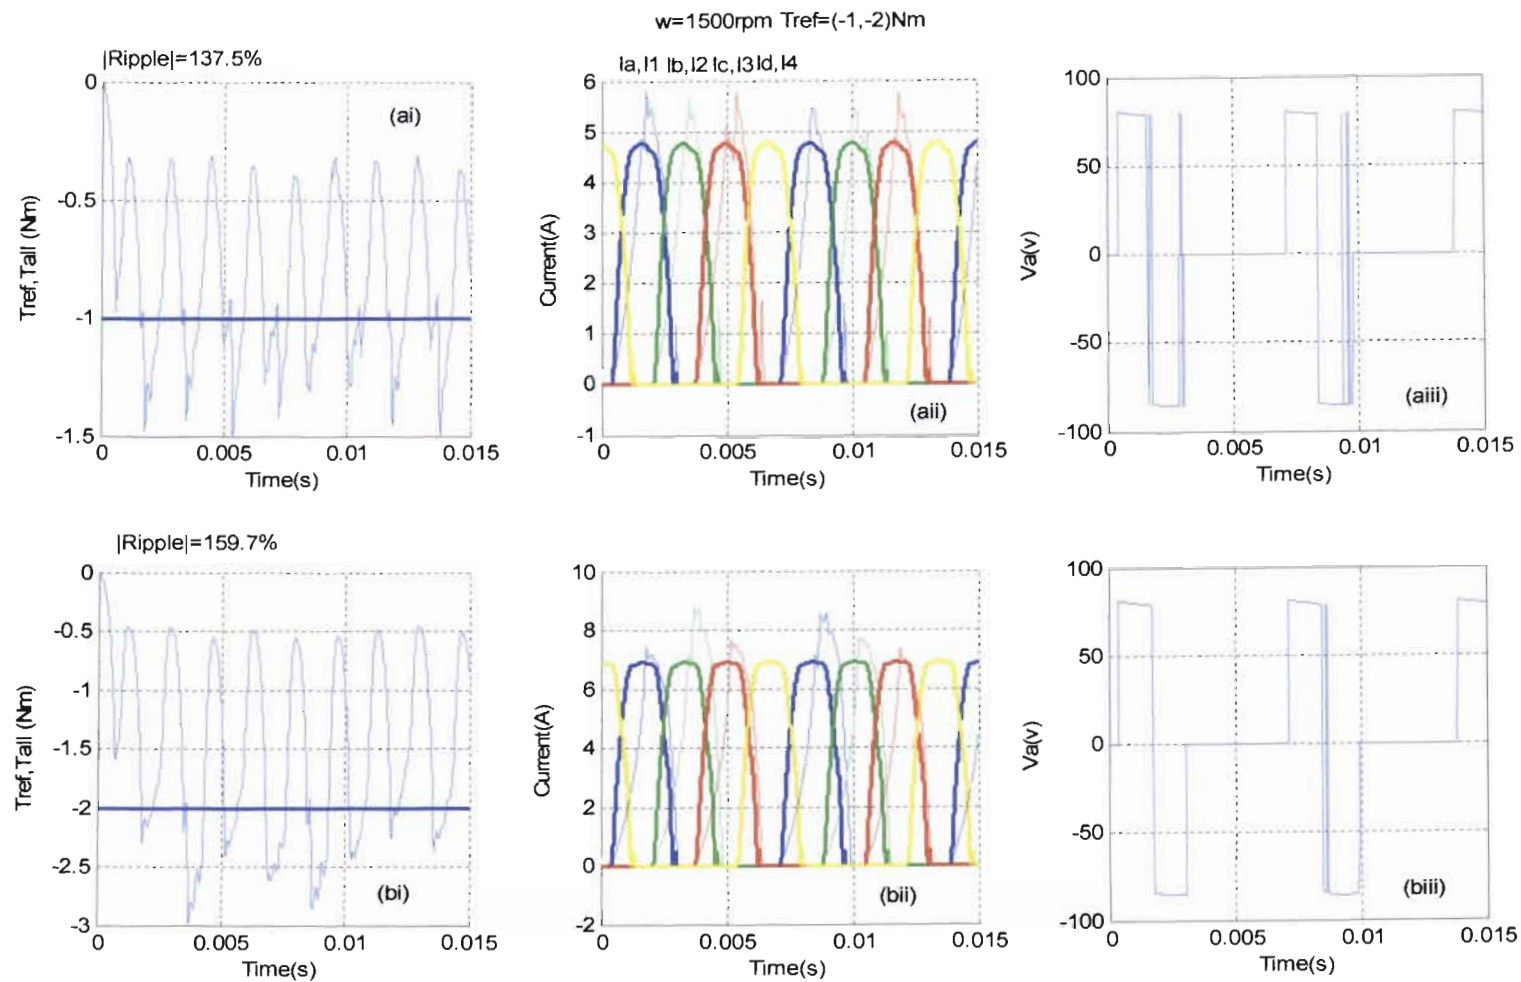 w=1500rpm Tref=(-1,-2)Nm
|Ripple|=137.5%
0
-0.5
-1
-1.5
Tref,Tall (Nm)
(ai)
0 0.005 0.01 0.015
Time(s)
Ia,I1 Ib,I2 Ic,I3 Id,I4
6
5
4
3
2
1
0
-1
Current(A)
(aii)
0 0.005 0.01 0.015
Time(s)
100
50
0
-50
-100
Va(v)
(aiii)
0 0.005 0.01 0.015
Time(s)
|Ripple|=159.7%
0
-0.5
-1
-1.5
-2
-2.5
-3
Tref,Tall (Nm)
(bi)
0 0.005 0.01 0.015
Time(s)
10
8
6
4
2
0
-2
Current(A)
(bii)
0 0.005 0.01 0.015
Time(s)
100
50
0
-50
-100
Va(v)
(biii)
0 0.005 0.01 0.015
Time(s)